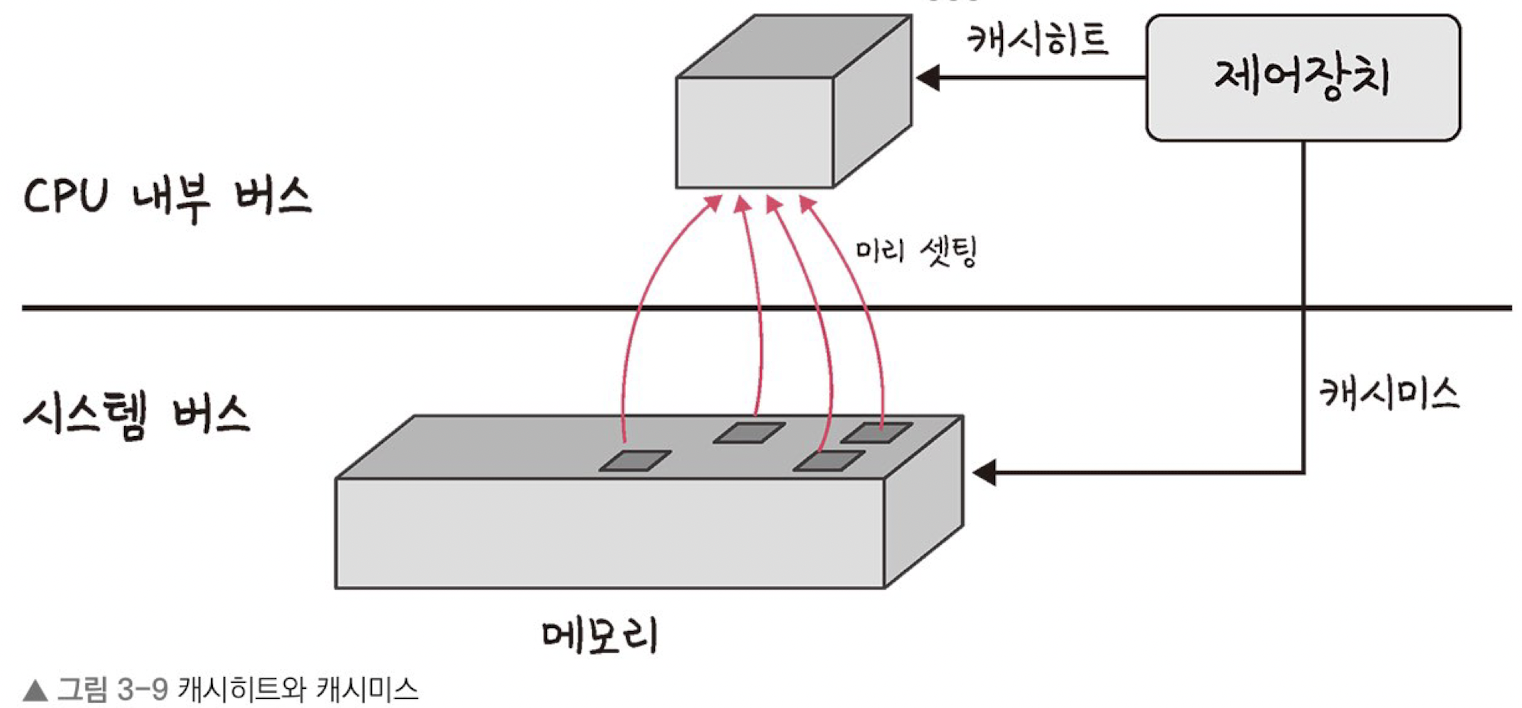 캐시히트
제어장치
CPU 내부 버스
미리 셋팅
시스템 버스
캐시미스
메모리
▲ 그림 3-9 캐시히트와 캐시미스